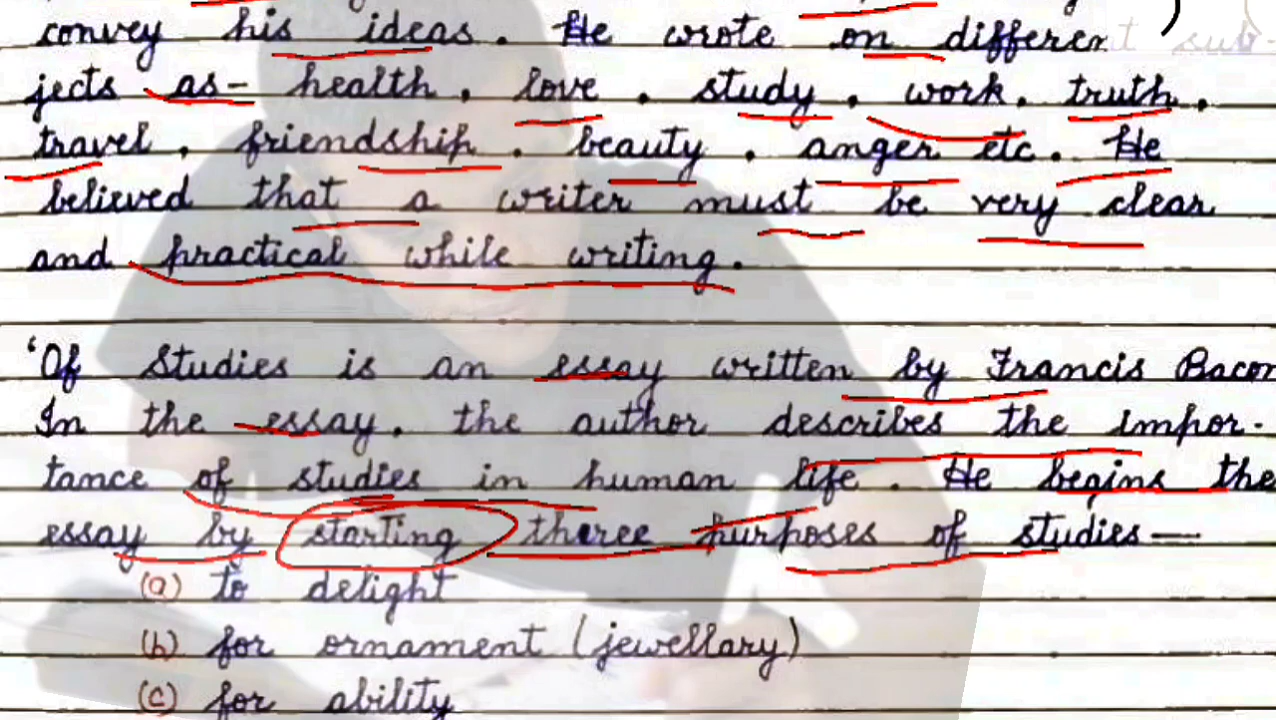 convey his ideas. He wrote on different sub-
jects as- health, love, study, work, truth,
travel, friendship, beauty, anger etc. He
believed that a writer must be very clear
and practical while writing.
'Of Studies is an essay written by Francis Bacon
In the essay, the author describes the impor-
tance of studies in human life. He begins the
essay by starting theree purposes of studies—
(a) to delight
(b) for ornament (jewellary)
(c) for ability